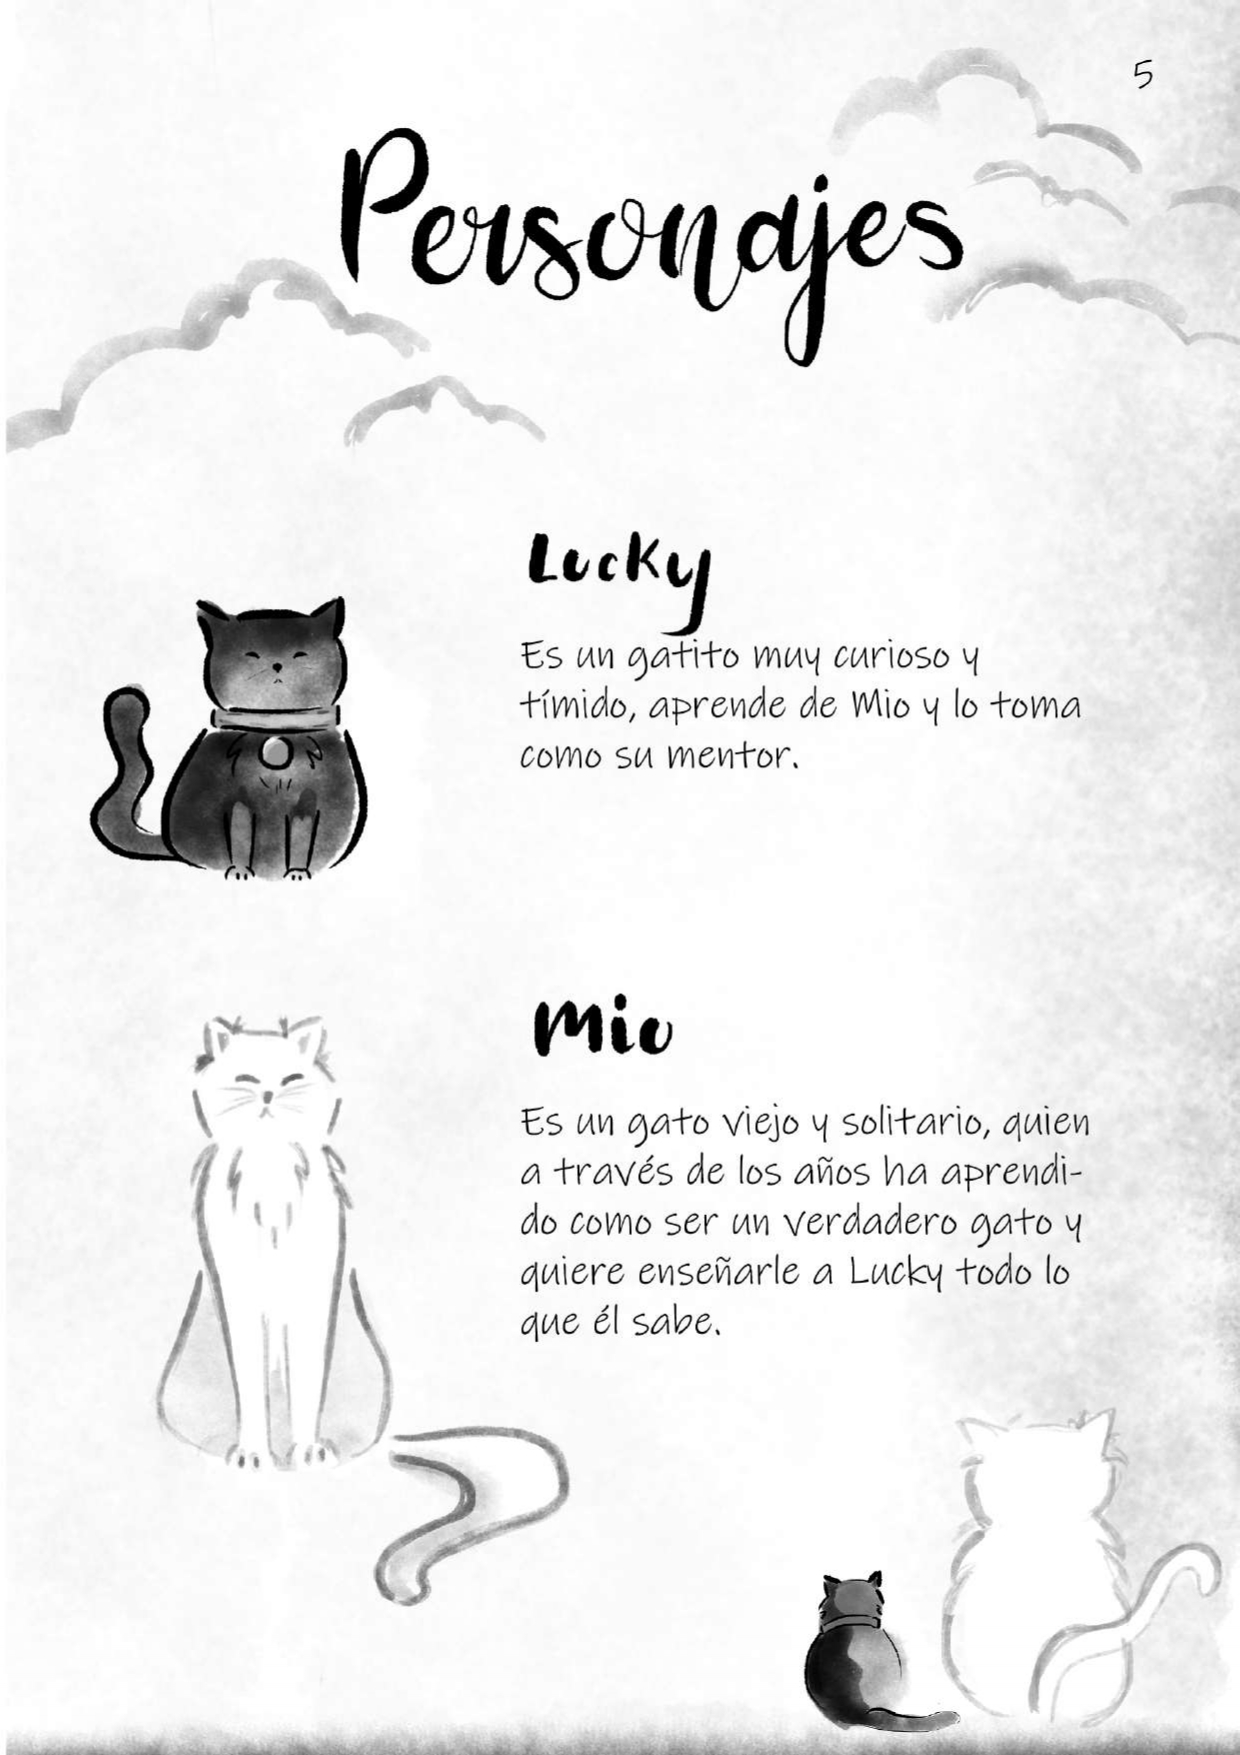 5
Personajes
Lucky
Es un gatito muy curioso y
tímido, aprende de Mio y lo toma
como su mentor.
Mio
Es un gato viejo y solitario, quien
a través de los años ha aprendi-
do como ser un verdadero gato y
quiere enseñarle a Lucky todo lo
que él sabe.